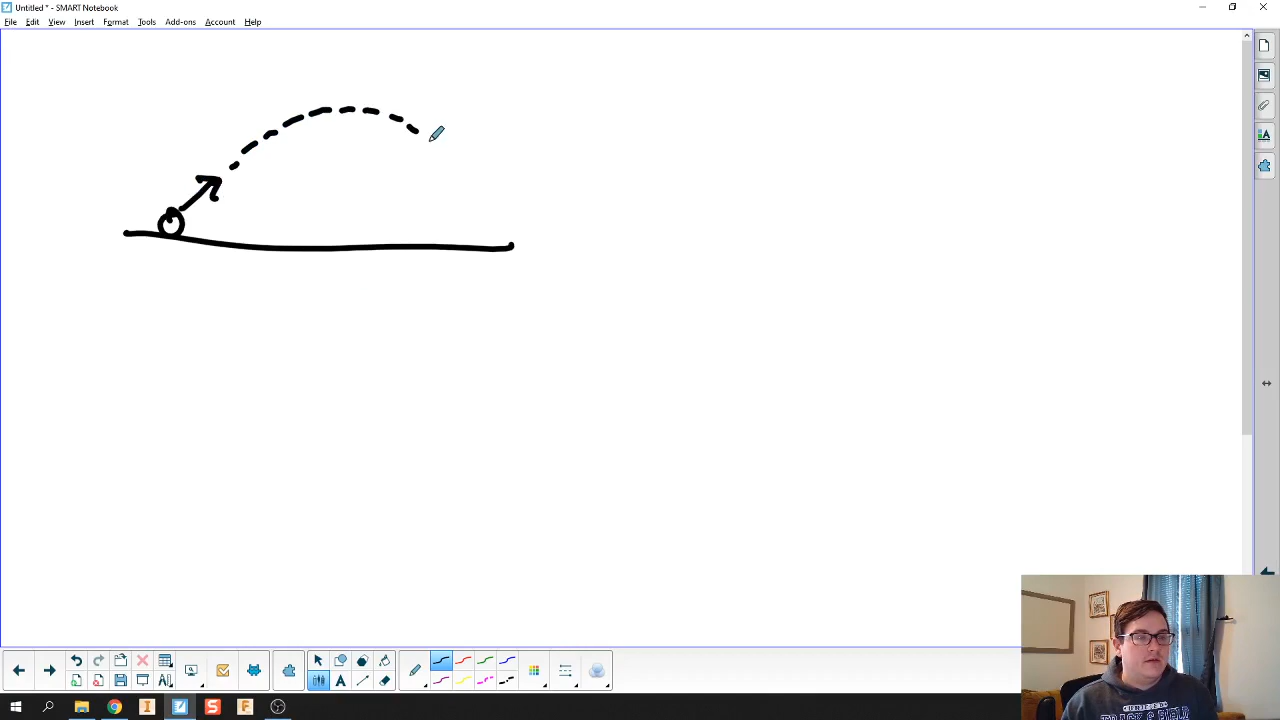 Untitled * - SMART Notebook
File Edit View Insert Format Tools Add-ons Account Help